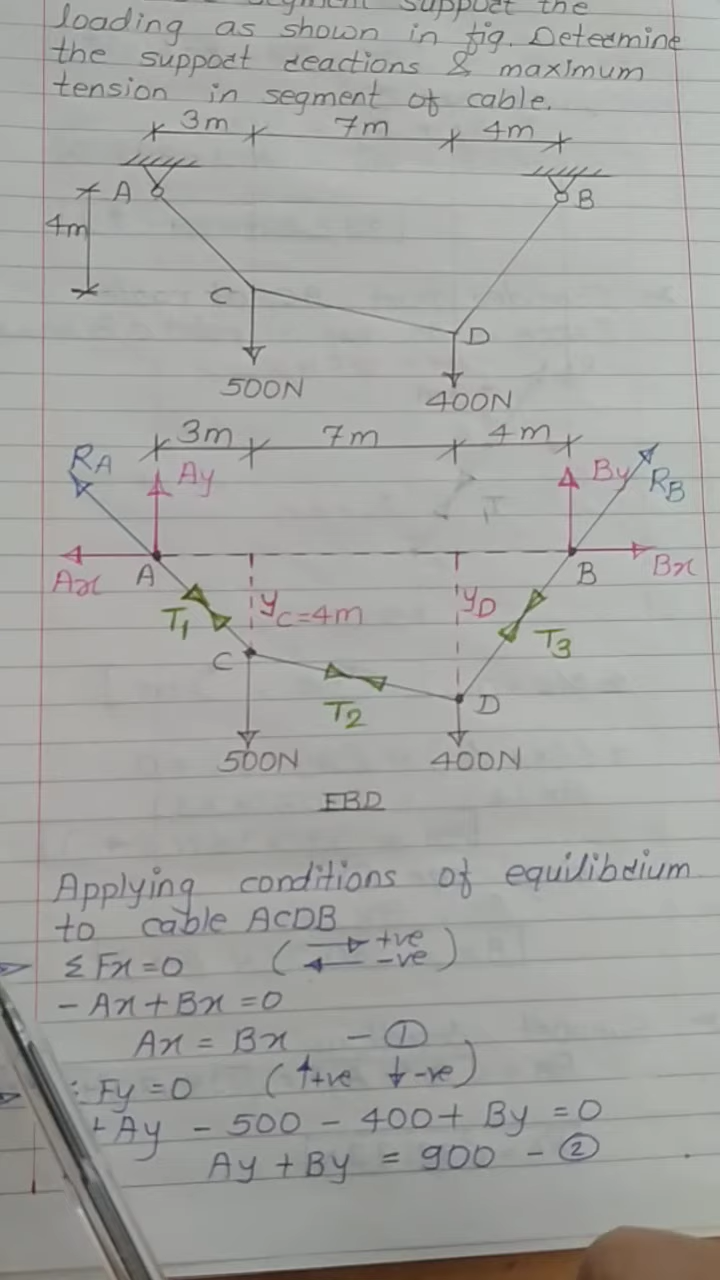 segment support the
loading as shown in fig. Determine
the support reactions & maximum
tension in segment of cable.
3m 7m 4m
A B
4m
C
D
500N
400N
3m 7m 4m
RA Ay By RB
Ax A B Bx
T1 yC=4m yD T3
C
T2 D
500N 400N
FBD
Applying conditions of equilibrium
to cable ACDB
ΣFx=0 (→ +ve ← -ve)
- Ax + Bx = 0
Ax = Bx - ①
Fy=0 (↑+ve ↓-ve)
+Ay - 500 - 400 + By = 0
Ay + By = 900 - ②